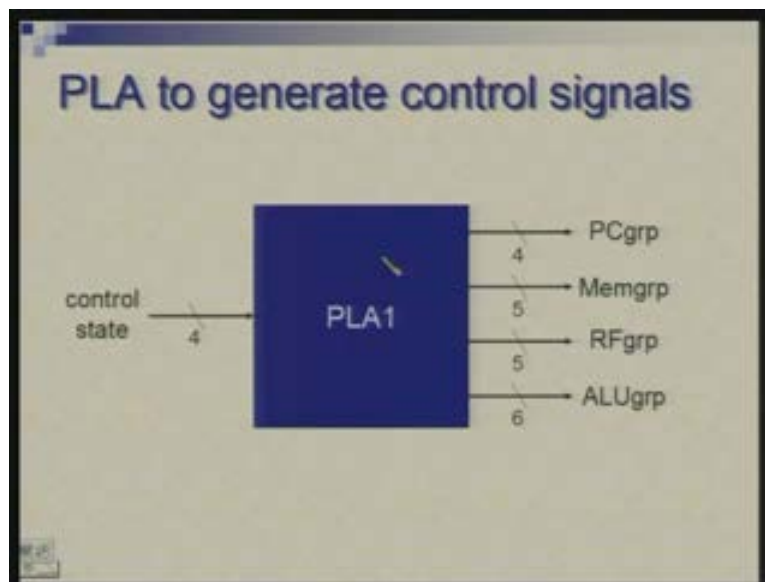 PLA to generate control signals
control
state
4
PLA1
4
PCgrp
5
Memgrp
5
RFgrp
6
ALUgrp